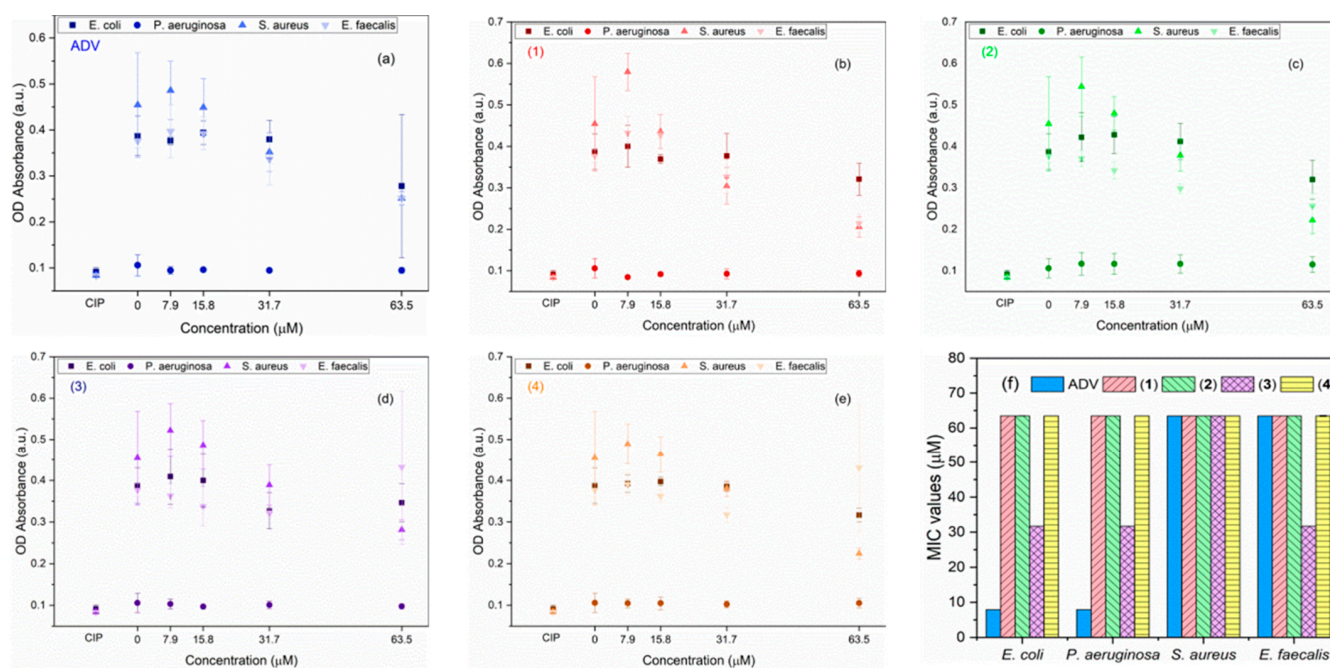 E. coli P. aeruginosa S. aureus E. faecalis
ADV
(a)
OD Absorbance (a.u.)
0.6
0.5
0.4
0.3
0.2
0.1
CIP 0 7.9 15.8 31.7 63.5
Concentration (μM)
E. coli P. aeruginosa S. aureus E. faecalis
(1)
(b)
OD Absorbance (a.u.)
0.7
0.6
0.5
0.4
0.3
0.2
0.1
CIP 0 7.9 15.8 31.7 63.5
Concentration (μM)
E. coli P. aeruginosa S. aureus E. faecalis
(2)
(c)
OD Absorbance (a.u.)
0.7
0.6
0.5
0.4
0.3
0.2
0.1
CIP 0 7.9 15.8 31.7 63.5
Concentration (μM)
E. coli P. aeruginosa S. aureus E. faecalis
(3)
(d)
OD Absorbance (a.u.)
0.7
0.6
0.5
0.4
0.3
0.2
0.1
CIP 0 7.9 15.8 31.7 63.5
Concentration (μM)
E. coli P. aeruginosa S. aureus E. faecalis
(4)
(e)
OD Absorbance (a.u.)
0.7
0.6
0.5
0.4
0.3
0.2
0.1
CIP 0 7.9 15.8 31.7 63.5
Concentration (μM)
(f) ADV (1) (2) (3) (4
MIC values (μM)
80
70
60
50
40
30
20
10
0
E. coli P. aeruginosa S. aureus E. faecalis